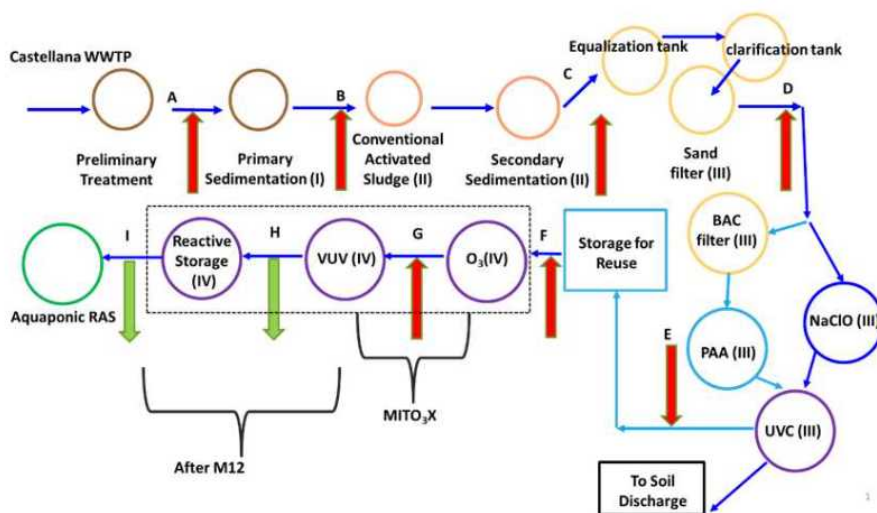 Castellana WWTP
Equalization tank
clarification tank
A
B
C
D
Preliminary
Treatment
Primary
Sedimentation (I)
Conventional
Activated
Sludge (II)
Secondary
Sedimentation (II)
Sand
filter (III)
I
Reactive
Storage
(IV)
H
VUV (IV)
G
O₃(IV)
F
Storage for
Reuse
BAC
filter (III)
Aquaponic RAS
E
PAA (III)
NaClO (III)
MITO₃X
UVC (III)
After M12
To Soil
Discharge
1